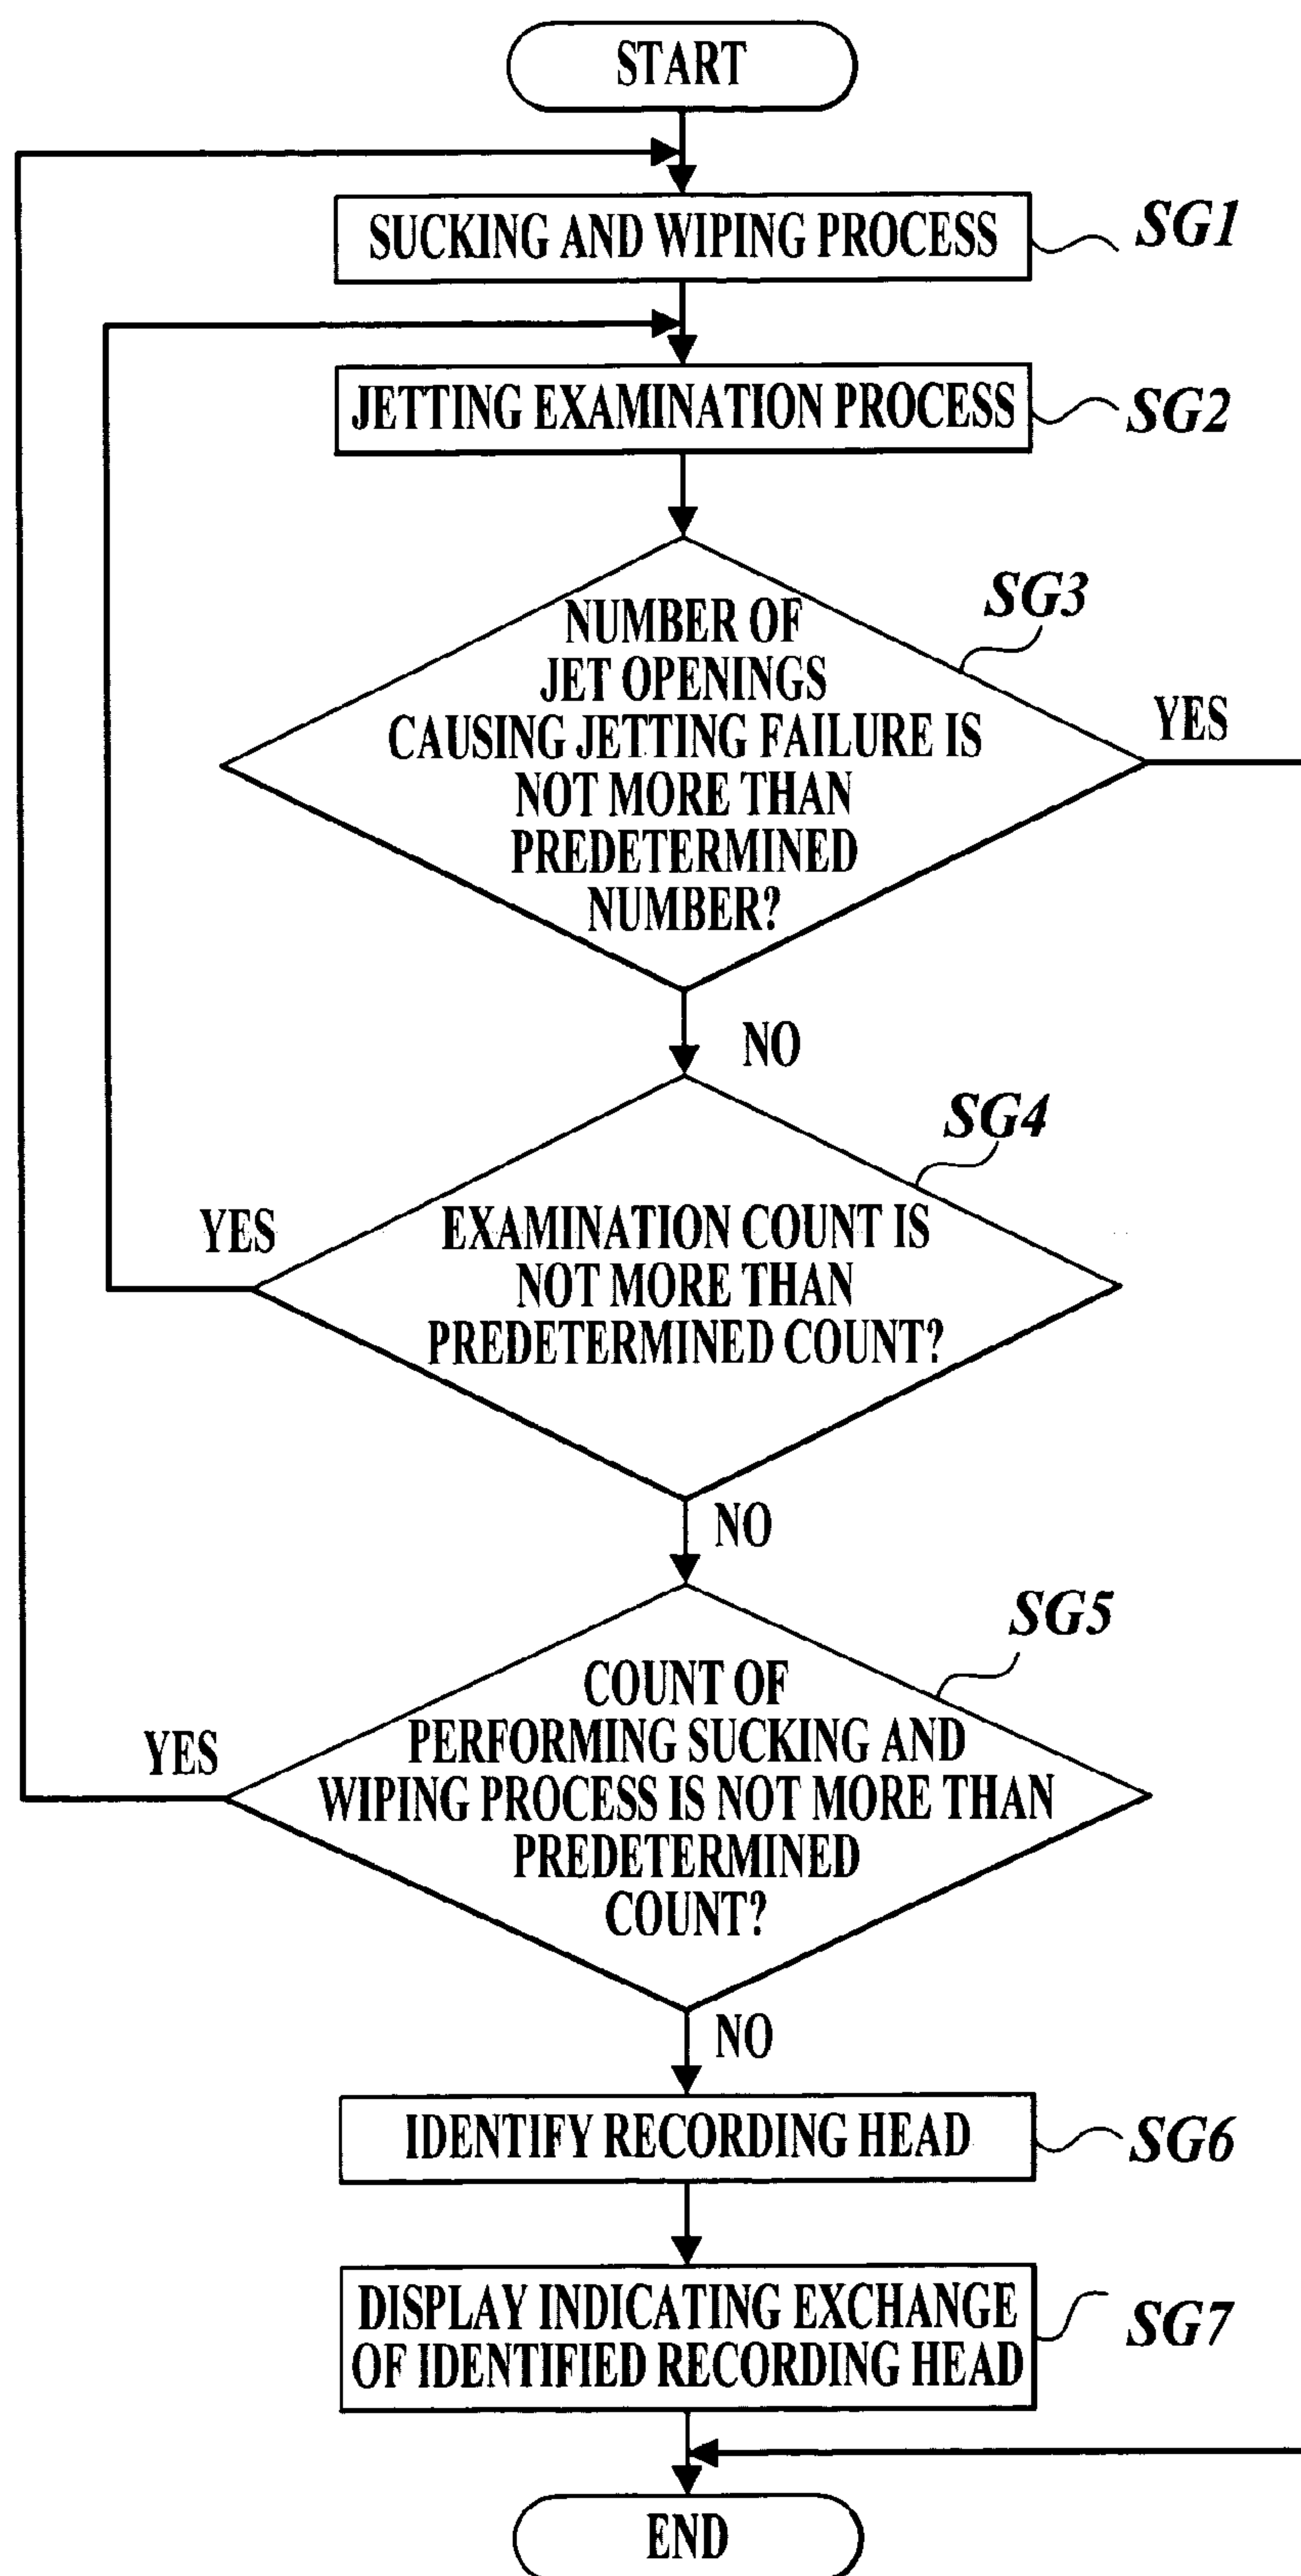 START
SUCKING AND WIPING PROCESS
SG1
JETTING EXAMINATION PROCESS
SG2
NUMBER OF
JET OPENINGS
CAUSING JETTING FAILURE IS
NOT MORE THAN
PREDETERMINED
NUMBER?
SG3
YES
NO
SG4
EXAMINATION COUNT IS
NOT MORE THAN
PREDETERMINED COUNT?
YES
NO
SG5
COUNT OF
PERFORMING SUCKING AND
WIPING PROCESS IS NOT MORE THAN
PREDETERMINED
COUNT?
YES
NO
IDENTIFY RECORDING HEAD
SG6
DISPLAY INDICATING EXCHANGE
OF IDENTIFIED RECORDING HEAD
SG7
END